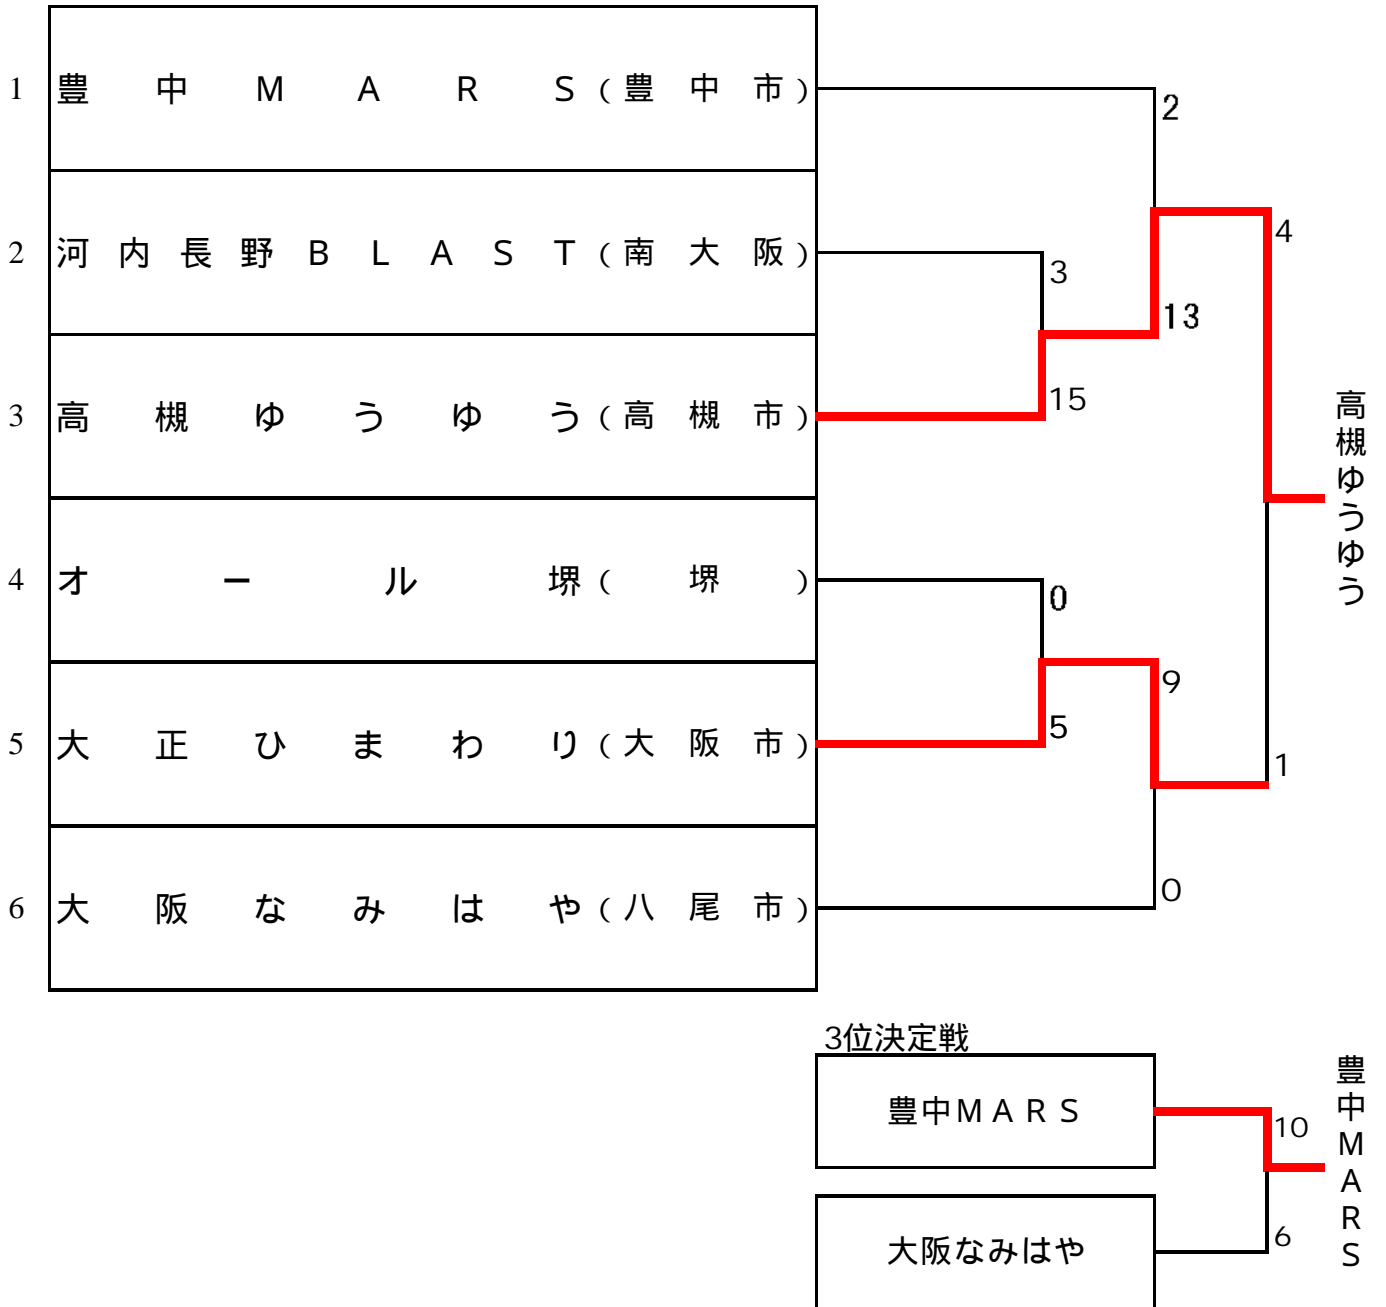 1 豊中ＭＡＲＳ(豊中市)
2
2 河内長野ＢＬＡＳＴ(南大阪)
4
3
13
3 高槻ゆうゆう(高槻市)
15
高槻ゆうゆう
4 オール堺(堺)
0
9
5 大正ひまわり(大阪市)
5
1
6 大阪なみはや(八尾市)
0
3位決定戦
豊中ＭＡＲＳ
10
豊中ＭＡＲＳ
大阪なみはや
6